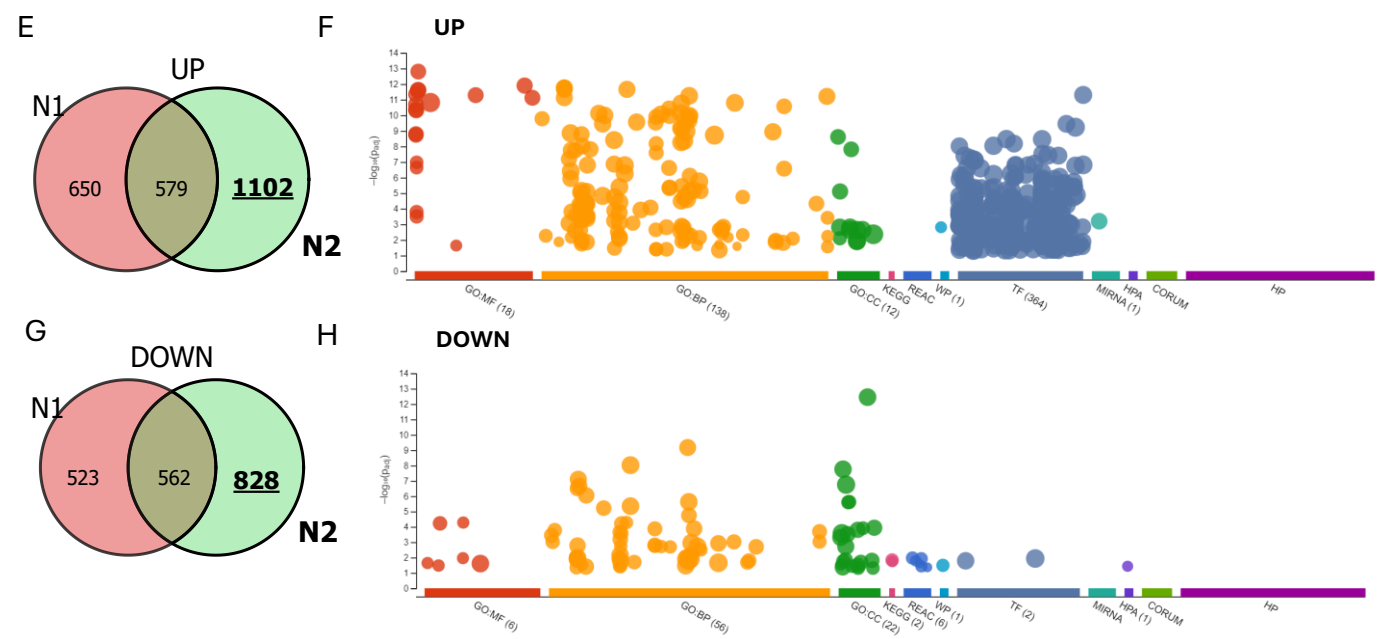 E
UP
N1
650
579
1102
N2
F
UP
14
13
12
11
10
9
8
7
6
5
4
3
2
1
0
−log₁₀(pₐdⱼ)
GO:MF (18)
GO:BP (138)
GO:CC (12)
KEGG
REAC
WP (1)
TF (364)
MIRNA (1)
HPA
CORUM
HP
G
DOWN
N1
523
562
828
N2
H
DOWN
14
13
12
11
10
9
8
7
6
5
4
3
2
1
0
−log₁₀(pₐdⱼ)
GO:MF (6)
GO:BP (56)
GO:CC (22)
KEGG (2)
REAC (6)
WP (1)
TF (2)
MIRNA
HPA (1)
CORUM
HP